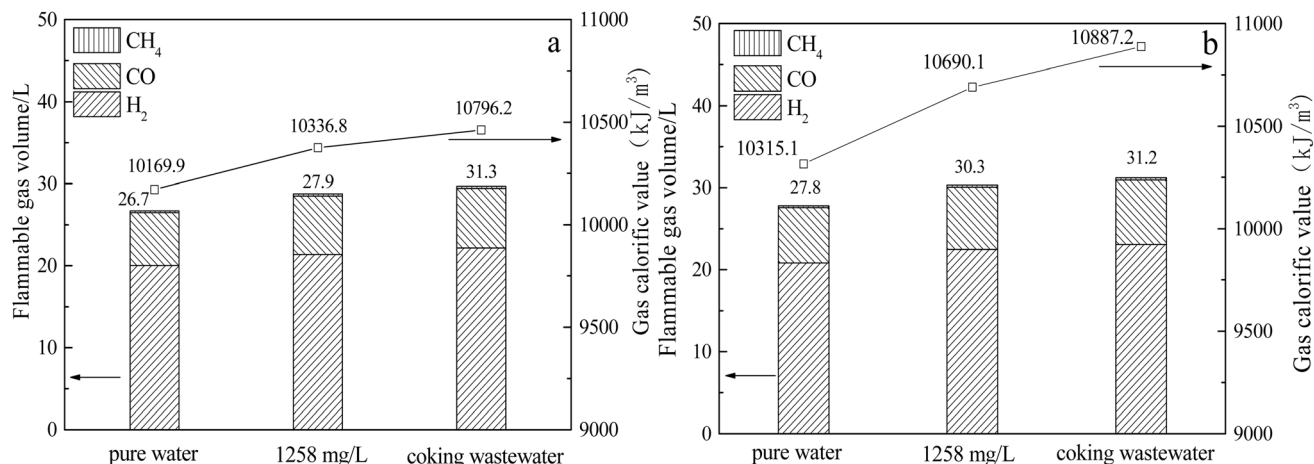 a
CH4
CO
H2
Flammable gas volume/L
50
40
30
20
10
0
10169.9
10336.8
10796.2
26.7
27.9
31.3
pure water
1258 mg/L
coking wastewater
11000
10500
10000
9500
9000
Gas calorific value（kJ/m³）
b
CH4
CO
H2
Flammable gas volume/L
50
40
30
20
10
0
10315.1
10690.1
10887.2
27.8
30.3
31.2
pure water
1258 mg/L
coking wastewater
11000
10500
10000
9500
9000
Gas calorific value（kJ/m³）